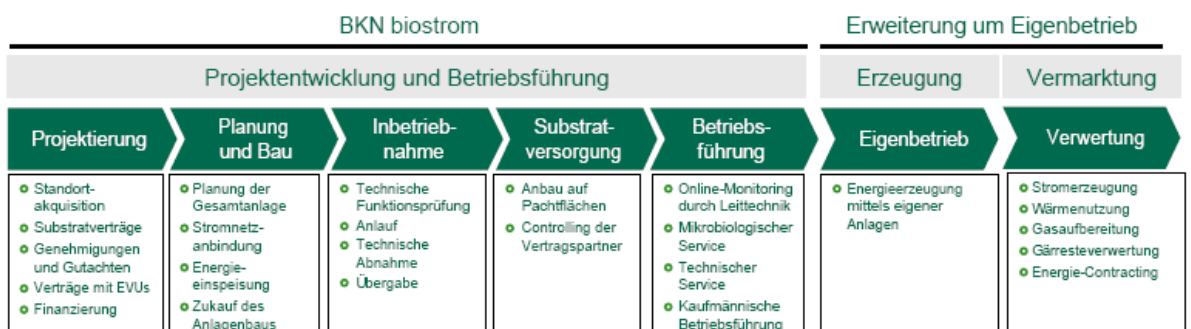 BKN biostrom
Erweiterung um Eigenbetrieb
Projektentwicklung und Betriebsführung
Erzeugung
Vermarktung
Projektierung
Planung
und Bau
Inbetrieb-
nahme
Substrat-
versorgung
Betriebs-
führung
Eigenbetrieb
Verwertung
Standort-
akquisition
Substratverträge
Genehmigungen
und Gutachten
Verträge mit EVUs
Finanzierung
Planung der
Gesamtanlage
Stromnetz-
anbindung
Energie-
einspeisung
Zukauf des
Anlagenbaus
Technische
Funktionsprüfung
Anlauf
Technische
Abnahme
Übergabe
Anbau auf
Pachtflächen
Controlling der
Vertragspartner
Online-Monitoring
durch Leittechnik
Mikrobiologischer
Service
Technischer
Service
Kaufmännische
Betriebsführung
Energieerzeugung
mittels eigener
Anlagen
Stromerzeugung
Wärmenutzung
Gasaufbereitung
Gärresteverwertung
Energie-Contracting